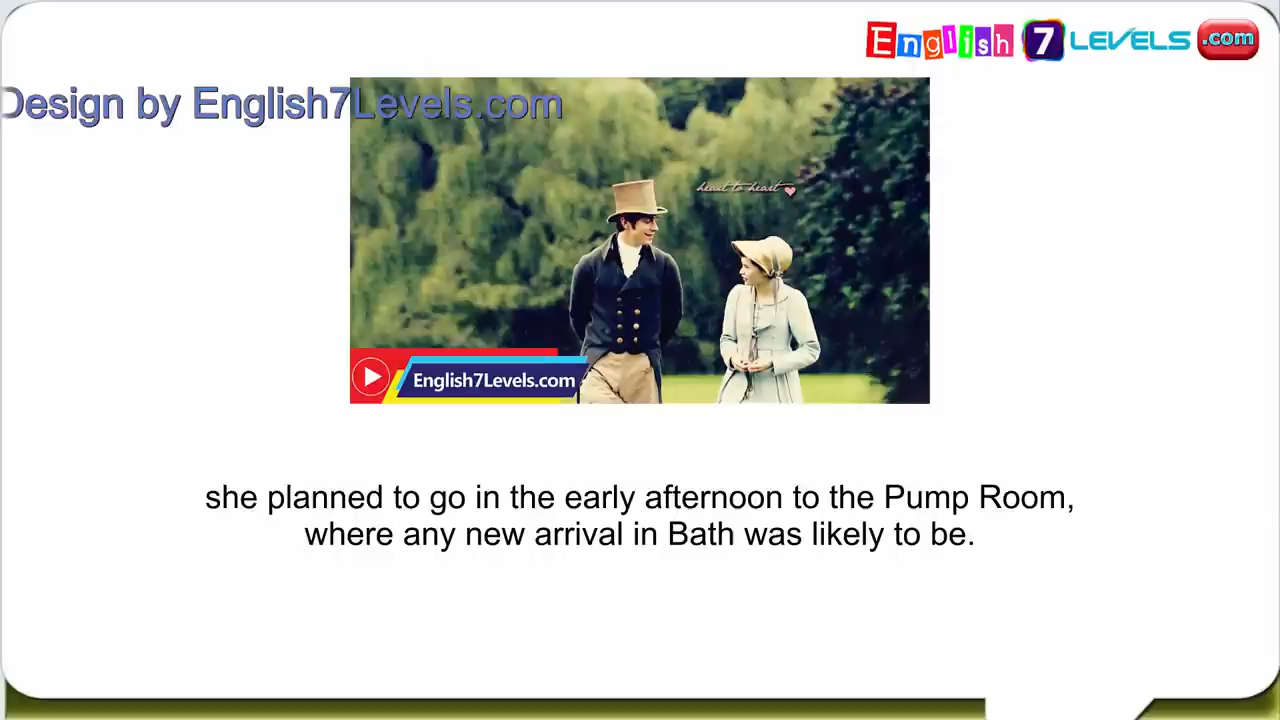 English 7 LEVELS .com
Design by English7Levels.com
heart to heart
English7Levels.com
she planned to go in the early afternoon to the Pump Room,
where any new arrival in Bath was likely to be.